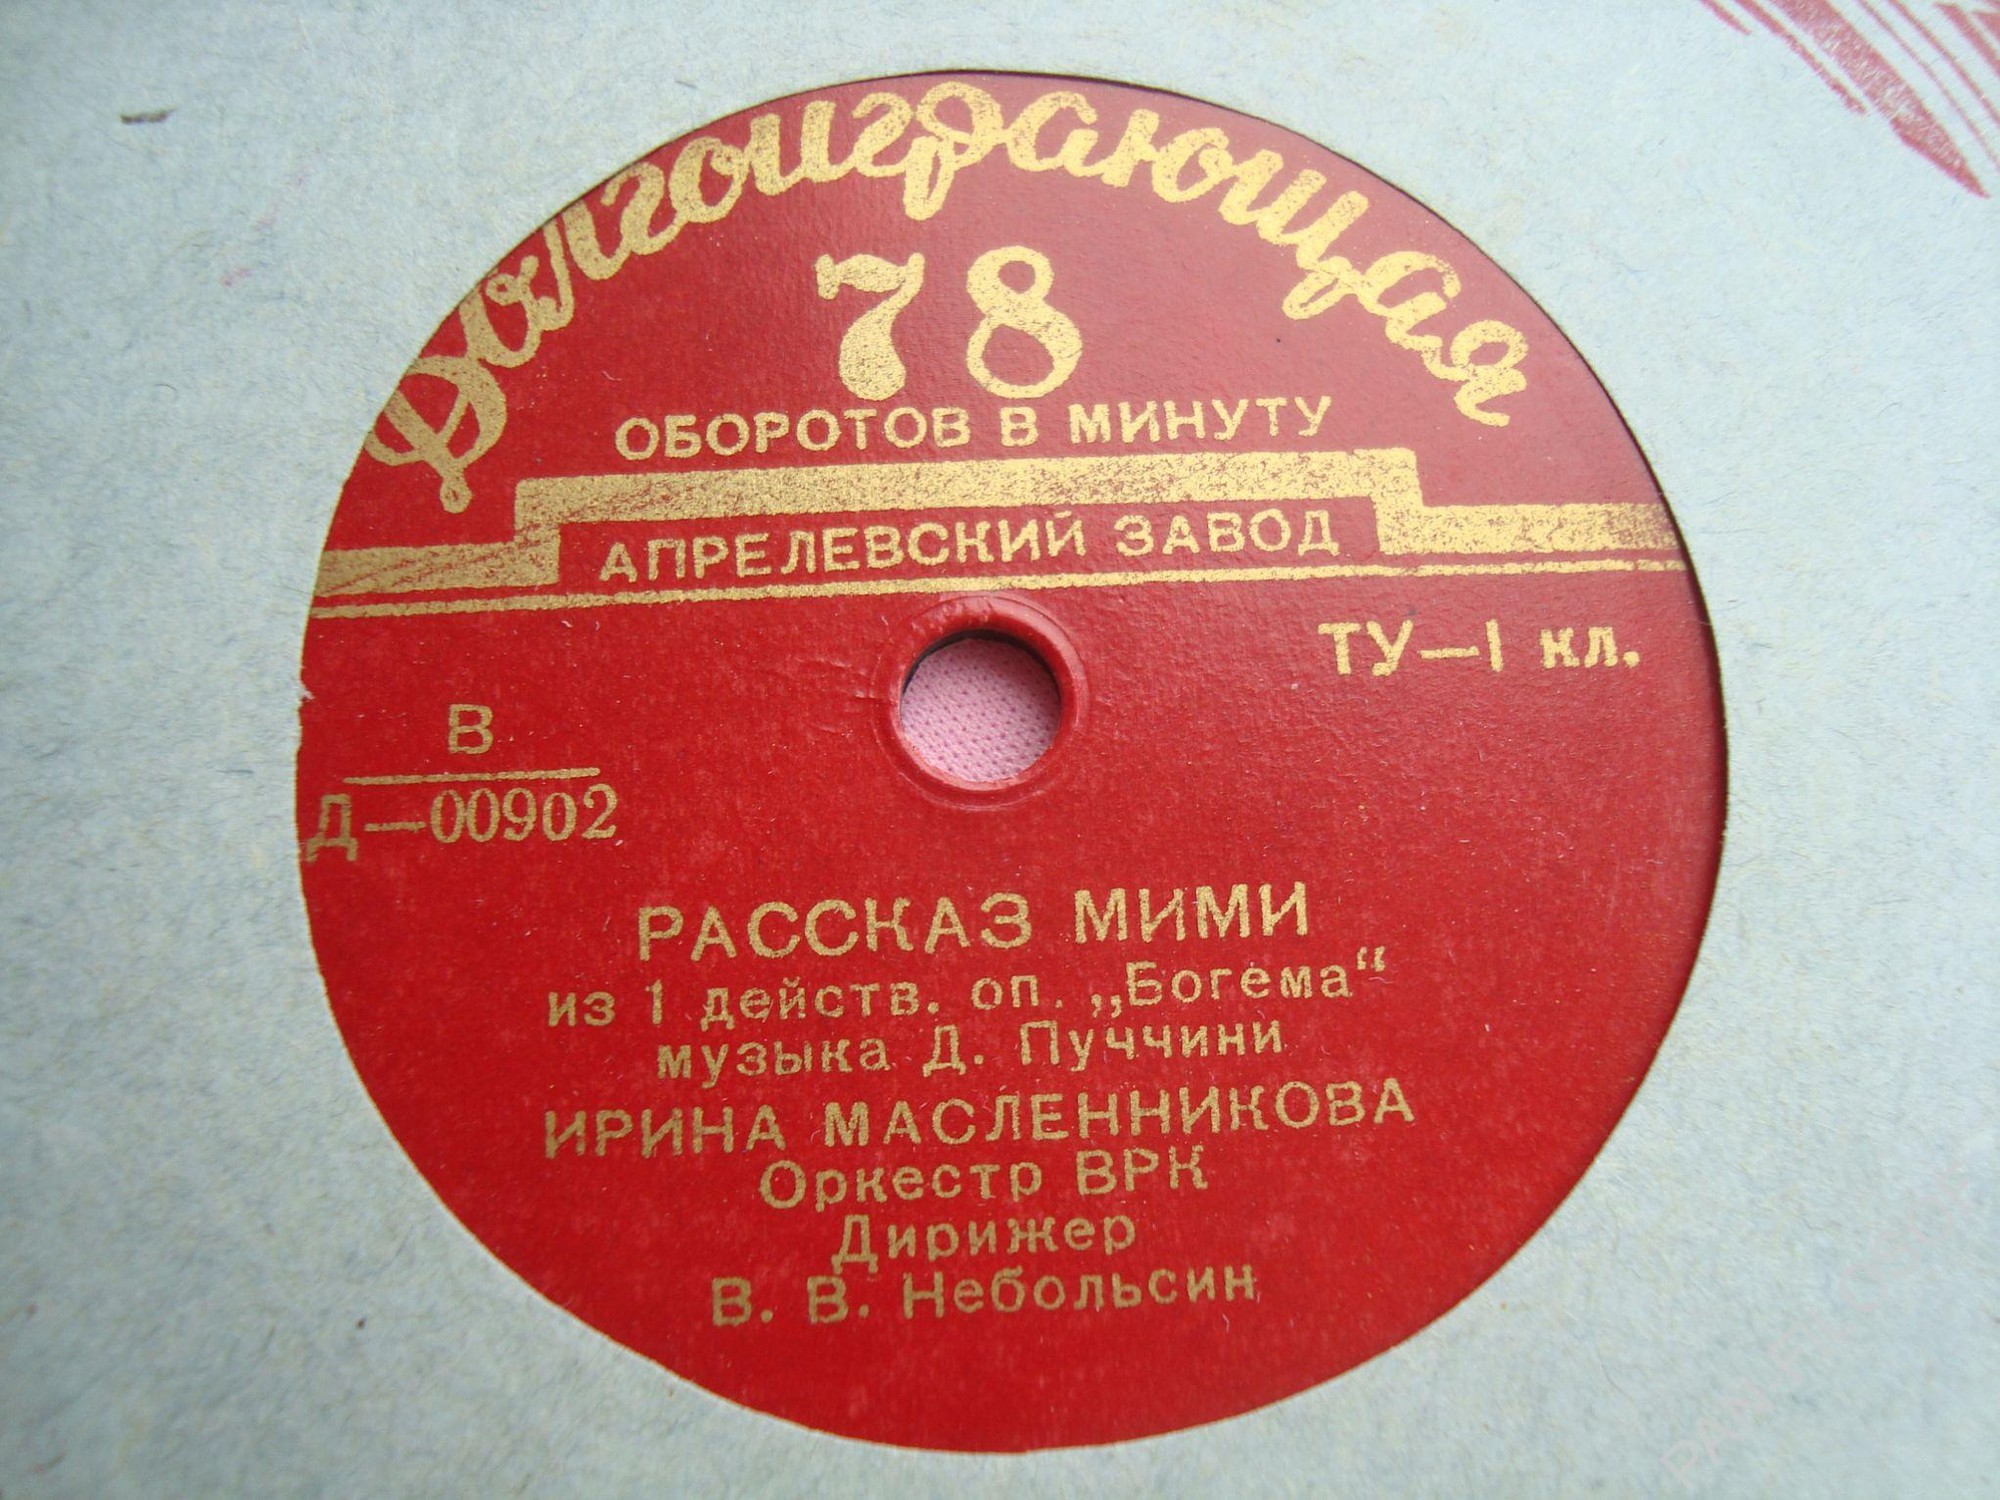 Долгоиграющая
78
ОБОРОТОВ В МИНУТУ
АПРЕЛЕВСКИЙ ЗАВОД
ТУ—1 кл.
В
Д—00902
РАССКАЗ МИМИ
из 1 действ. оп. „Богема“
музыка Д. Пуччини
ИРИНА МАСЛЕННИКОВА
Оркестр ВРК
Дирижер
В. В. Небольсин